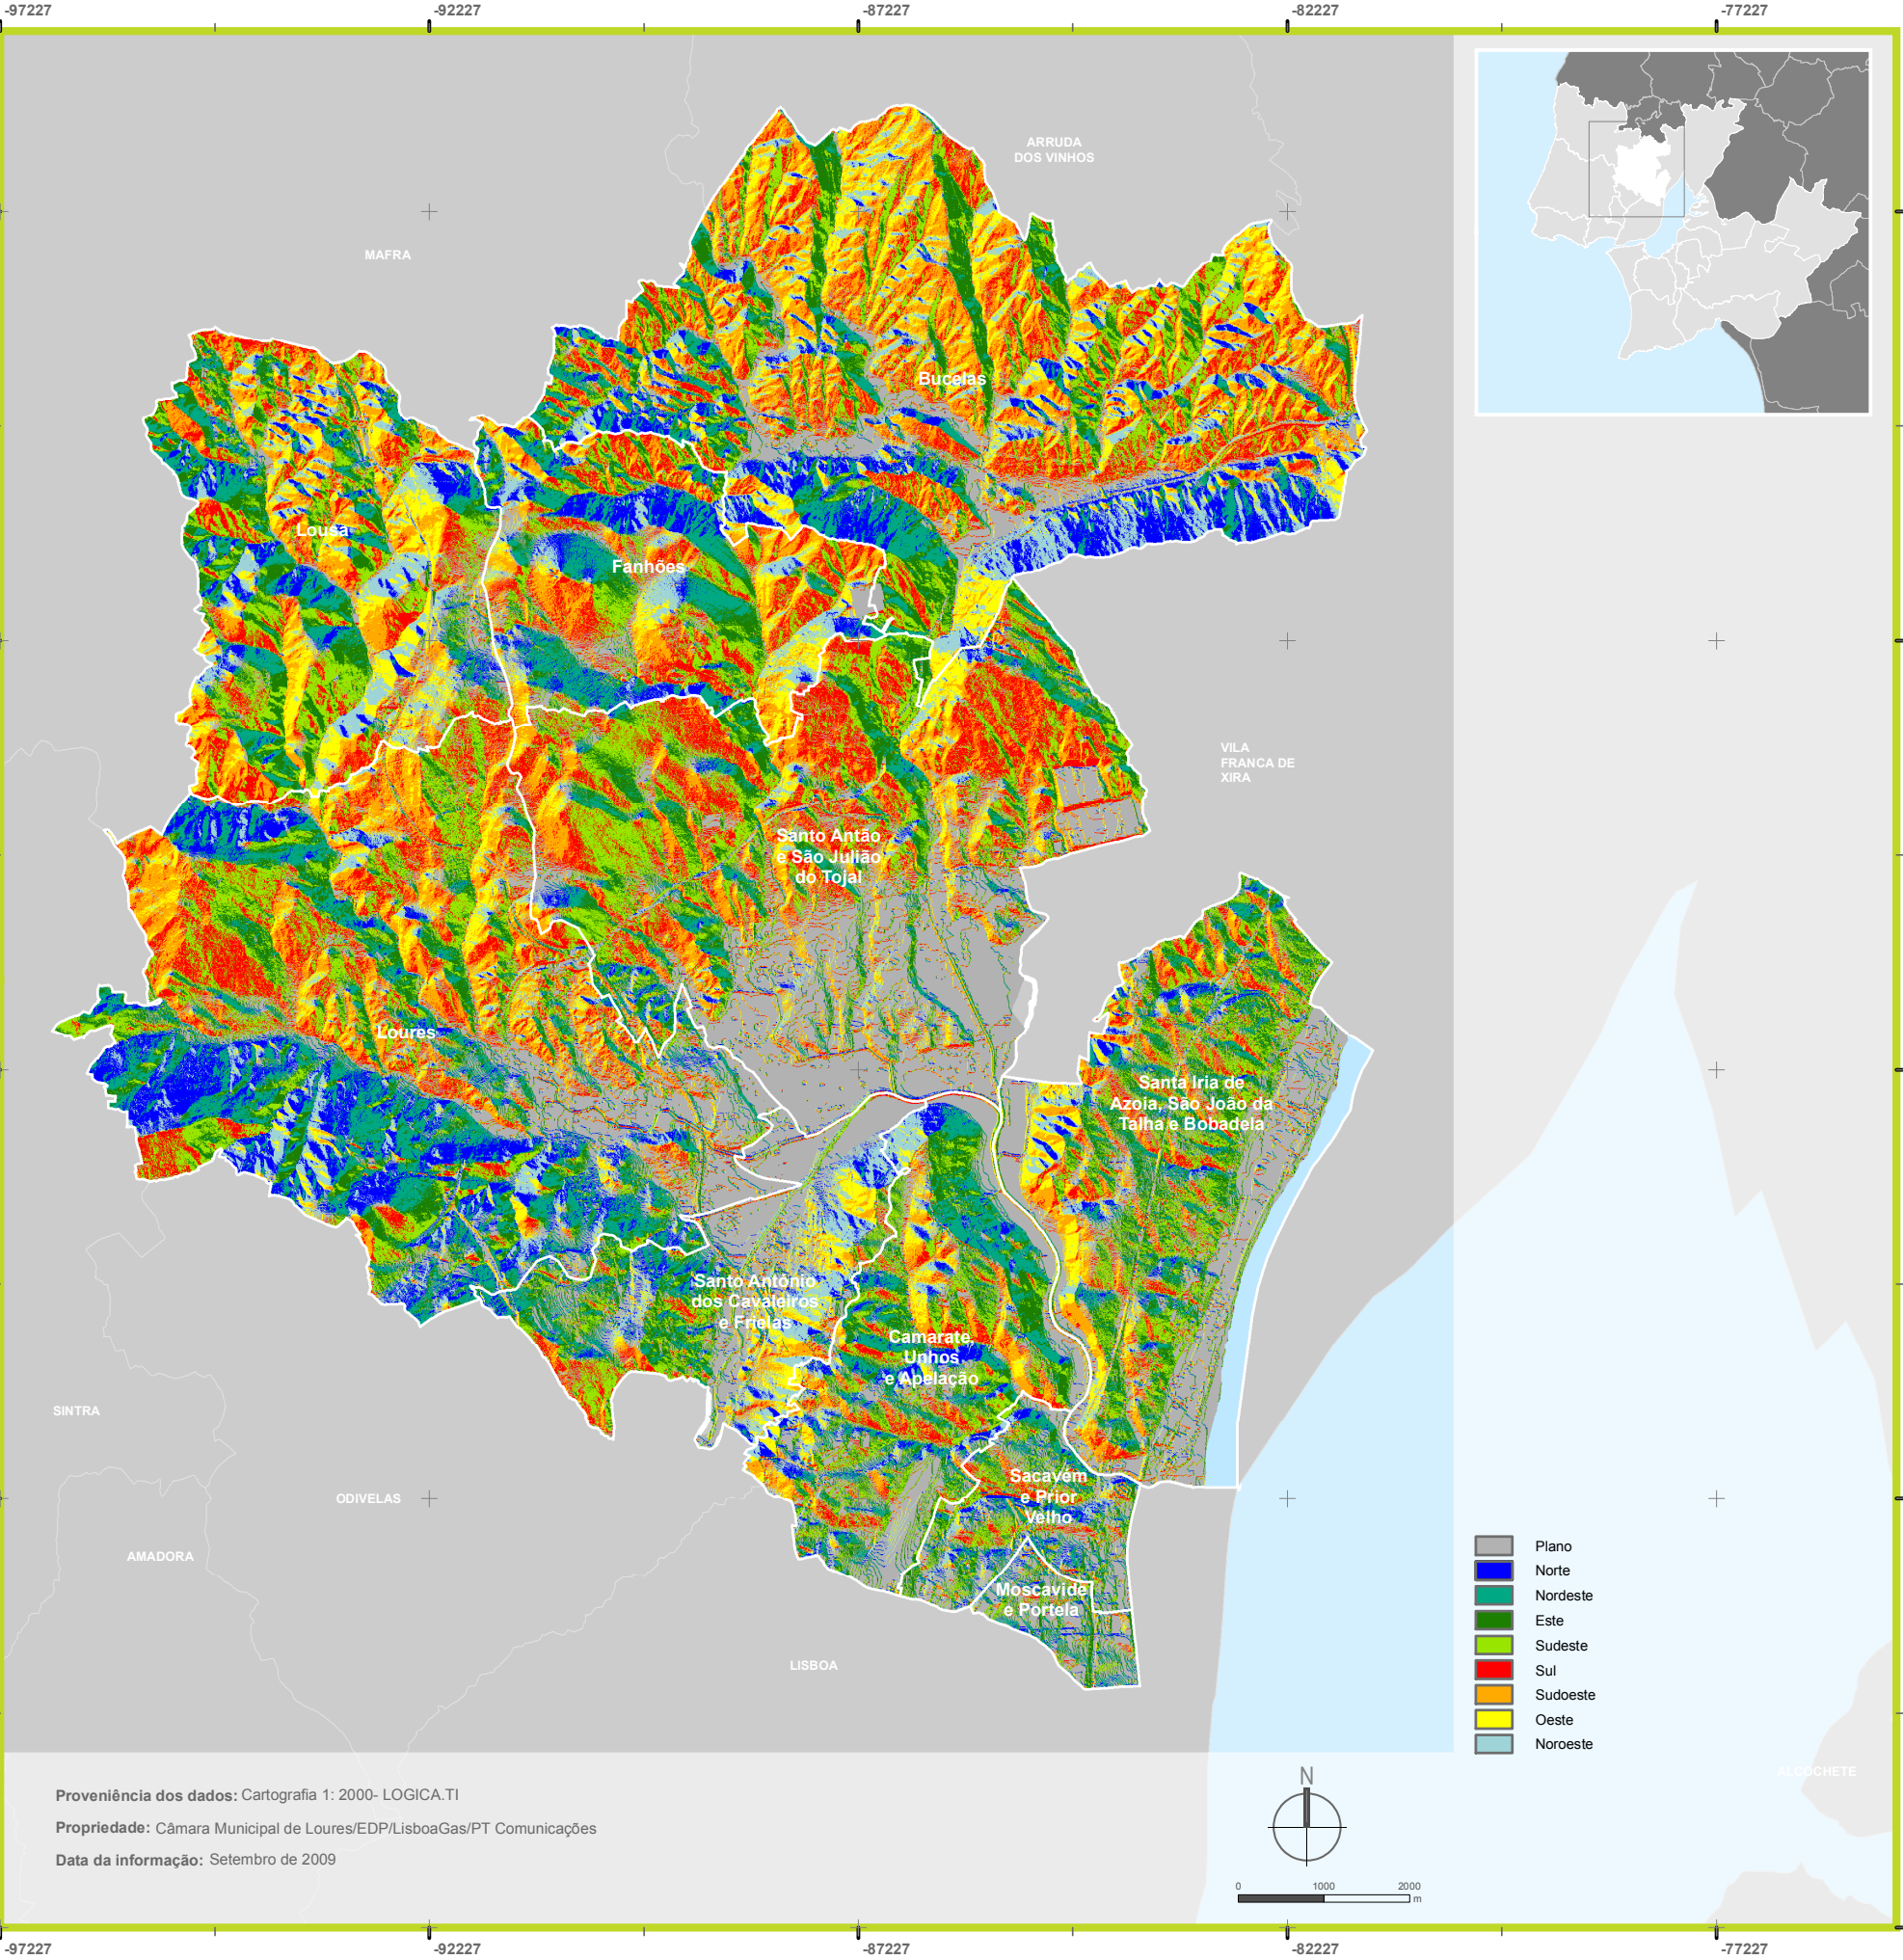 -97227
-92227
-87227
-82227
-77227
ARRUDA
DOS VINHOS
MAFRA
Bucelas
Lousa
Fanhões
VILA
FRANCA DE
XIRA
Santo Antão
e São Julião
do Tojal
Loures
Santa Iria de
Azoia, São João da
Talha e Bobadela
Santo António
dos Cavaleiros
e Frielas
Camarate,
Unhos
e Apelação
SINTRA
Sacavém
e Prior
Velho
ODIVELAS
AMADORA
Moscavide
e Portela
LISBOA
Plano
Norte
Nordeste
Este
Sudeste
Sul
Sudoeste
Oeste
Noroeste
ALCOCHETE
Proveniência dos dados: Cartografia 1: 2000- LOGICA.TI
Propriedade: Câmara Municipal de Loures/EDP/LisboaGas/PT Comunicações
Data da informação: Setembro de 2009
N
0 1000 2000
m
-97227
-92227
-87227
-82227
-77227